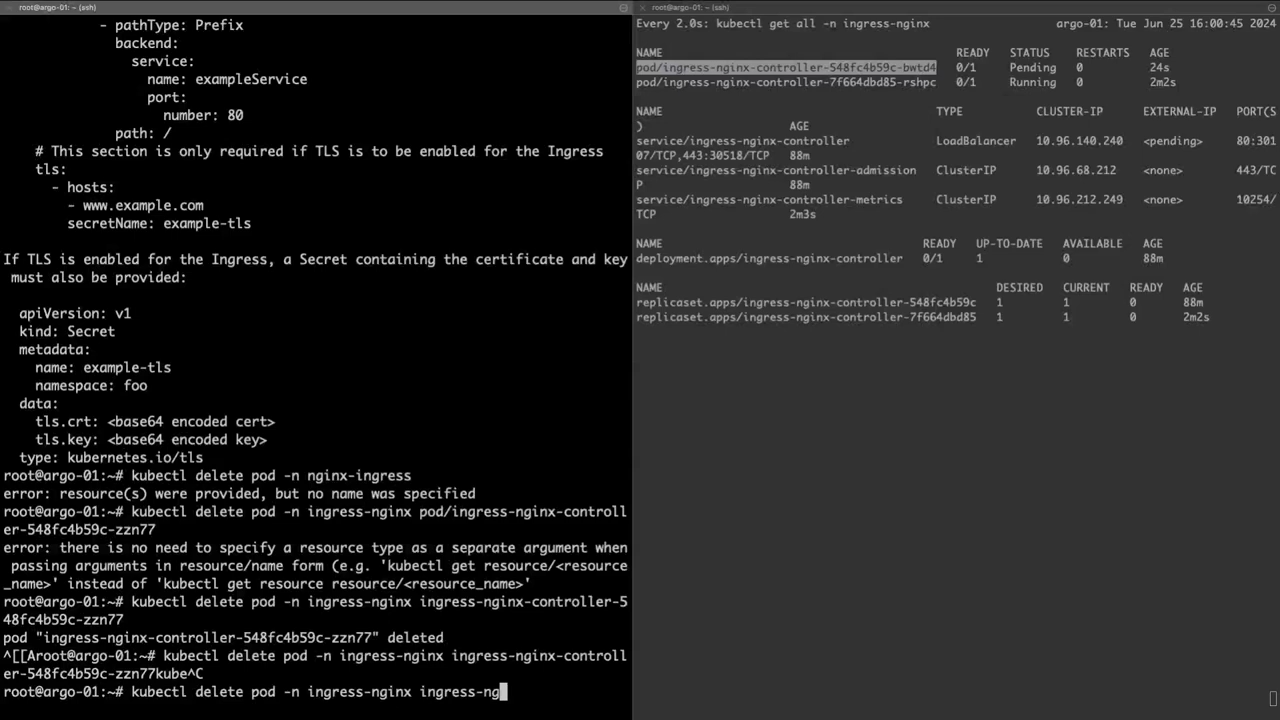 root@argo-01: ~ (ssh)
- pathType: Prefix
backend:
service:
name: exampleService
port:
number: 80
path: /
# This section is only required if TLS is to be enabled for the Ingress
tls:
- hosts:
- www.example.com
secretName: example-tls
If TLS is enabled for the Ingress, a Secret containing the certificate and key
must also be provided:
apiVersion: v1
kind: Secret
metadata:
name: example-tls
namespace: foo
data:
tls.crt: <base64 encoded cert>
tls.key: <base64 encoded key>
type: kubernetes.io/tls
root@argo-01:~# kubectl delete pod -n nginx-ingress
error: resource(s) were provided, but no name was specified
root@argo-01:~# kubectl delete pod -n ingress-nginx pod/ingress-nginx-controll
er-548fc4b59c-zzn77
error: there is no need to specify a resource type as a separate argument when
passing arguments in resource/name form (e.g. 'kubectl get resource/<resource
_name>' instead of 'kubectl get resource resource/<resource_name>'
root@argo-01:~# kubectl delete pod -n ingress-nginx ingress-nginx-controller-5
48fc4b59c-zzn77
pod "ingress-nginx-controller-548fc4b59c-zzn77" deleted
^[[Aroot@argo-01:~# kubectl delete pod -n ingress-nginx ingress-nginx-controll
er-548fc4b59c-zzn77kube^C
root@argo-01:~# kubectl delete pod -n ingress-nginx ingress-ng
root@argo-01: ~ (ssh)
Every 2.0s: kubectl get all -n ingress-nginx argo-01: Tue Jun 25 16:00:45 2024
NAME READY STATUS RESTARTS AGE
pod/ingress-nginx-controller-548fc4b59c-bwtd4 0/1 Pending 0 24s
pod/ingress-nginx-controller-7f664dbd85-rshpc 0/1 Running 0 2m2s
NAME TYPE CLUSTER-IP EXTERNAL-IP PORT(S
) AGE
service/ingress-nginx-controller LoadBalancer 10.96.140.240 <pending> 80:301
07/TCP,443:30518/TCP 88m
service/ingress-nginx-controller-admission ClusterIP 10.96.68.212 <none> 443/TC
P 88m
service/ingress-nginx-controller-metrics ClusterIP 10.96.212.249 <none> 10254/
TCP 2m3s
NAME READY UP-TO-DATE AVAILABLE AGE
deployment.apps/ingress-nginx-controller 0/1 1 0 88m
NAME DESIRED CURRENT READY AGE
replicaset.apps/ingress-nginx-controller-548fc4b59c 1 1 0 88m
replicaset.apps/ingress-nginx-controller-7f664dbd85 1 1 0 2m2s